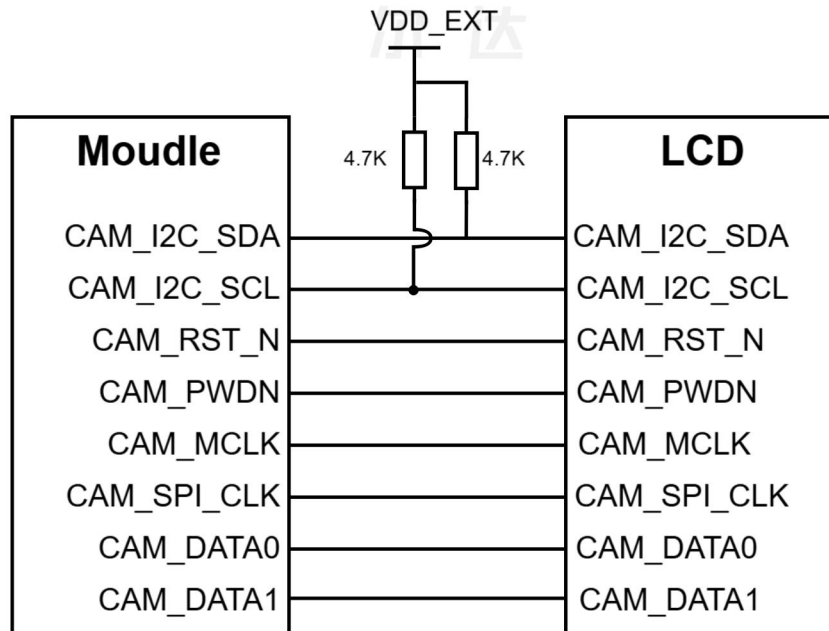 VDD_EXT
Moudle
4.7K
4.7K
LCD
CAM_I2C_SDA
CAM_I2C_SDA
CAM_I2C_SCL
CAM_I2C_SCL
CAM_RST_N
CAM_RST_N
CAM_PWDN
CAM_PWDN
CAM_MCLK
CAM_MCLK
CAM_SPI_CLK
CAM_SPI_CLK
CAM_DATA0
CAM_DATA0
CAM_DATA1
CAM_DATA1